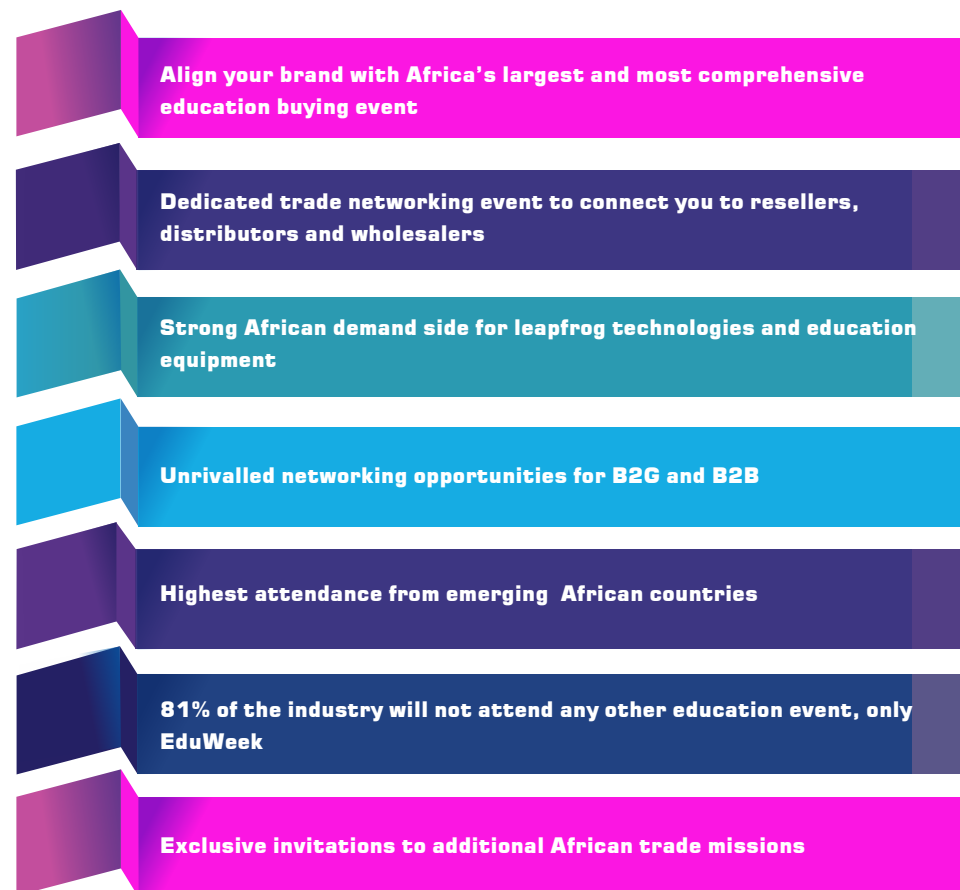 Align your brand with Africa's largest and most comprehensive
education buying event
Dedicated trade networking event to connect you to resellers,
distributors and wholesalers
Strong African demand side for leapfrog technologies and education
equipment
Unrivalled networking opportunities for B2G and B2B
Highest attendance from emerging  African countries
81% of the industry will not attend any other education event, only
EduWeek
Exclusive invitations to additional African trade missions